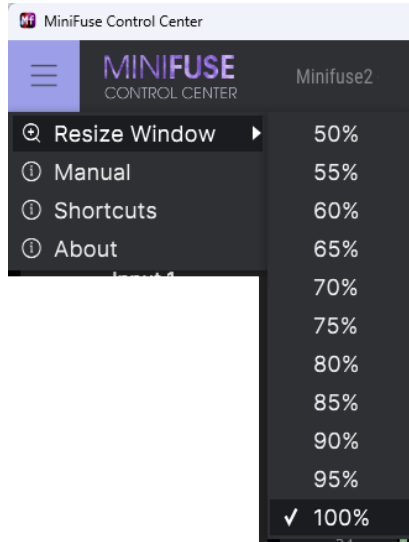 Mf MiniFuse Control Center
MINIFUSE
CONTROL CENTER
Minifuse2
Resize Window
Manual
Shortcuts
About
50%
55%
60%
65%
70%
75%
80%
85%
90%
95%
100%